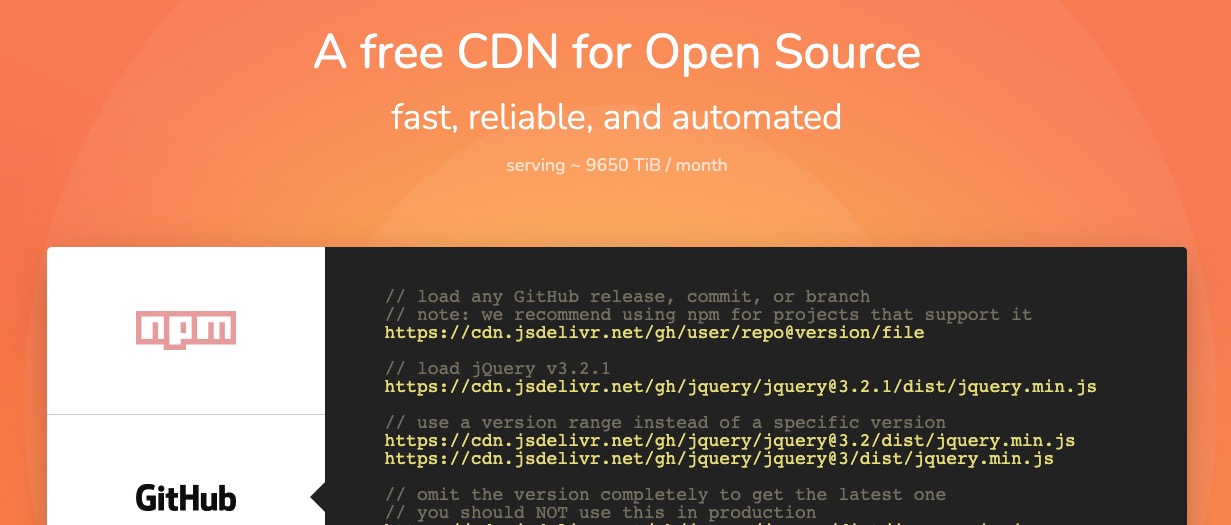 A free CDN for Open Source
fast, reliable, and automated
serving ~ 9650 TiB / month
npm
GitHub
// load any GitHub release, commit, or branch
// note: we recommend using npm for projects that support it
https://cdn.jsdelivr.net/gh/user/repo@version/file
// load jQuery v3.2.1
https://cdn.jsdelivr.net/gh/jquery/jquery@3.2.1/dist/jquery.min.js
// use a version range instead of a specific version
https://cdn.jsdelivr.net/gh/jquery/jquery@3.2/dist/jquery.min.js
https://cdn.jsdelivr.net/gh/jquery/jquery@3/dist/jquery.min.js
// omit the version completely to get the latest one
// you should NOT use this in production